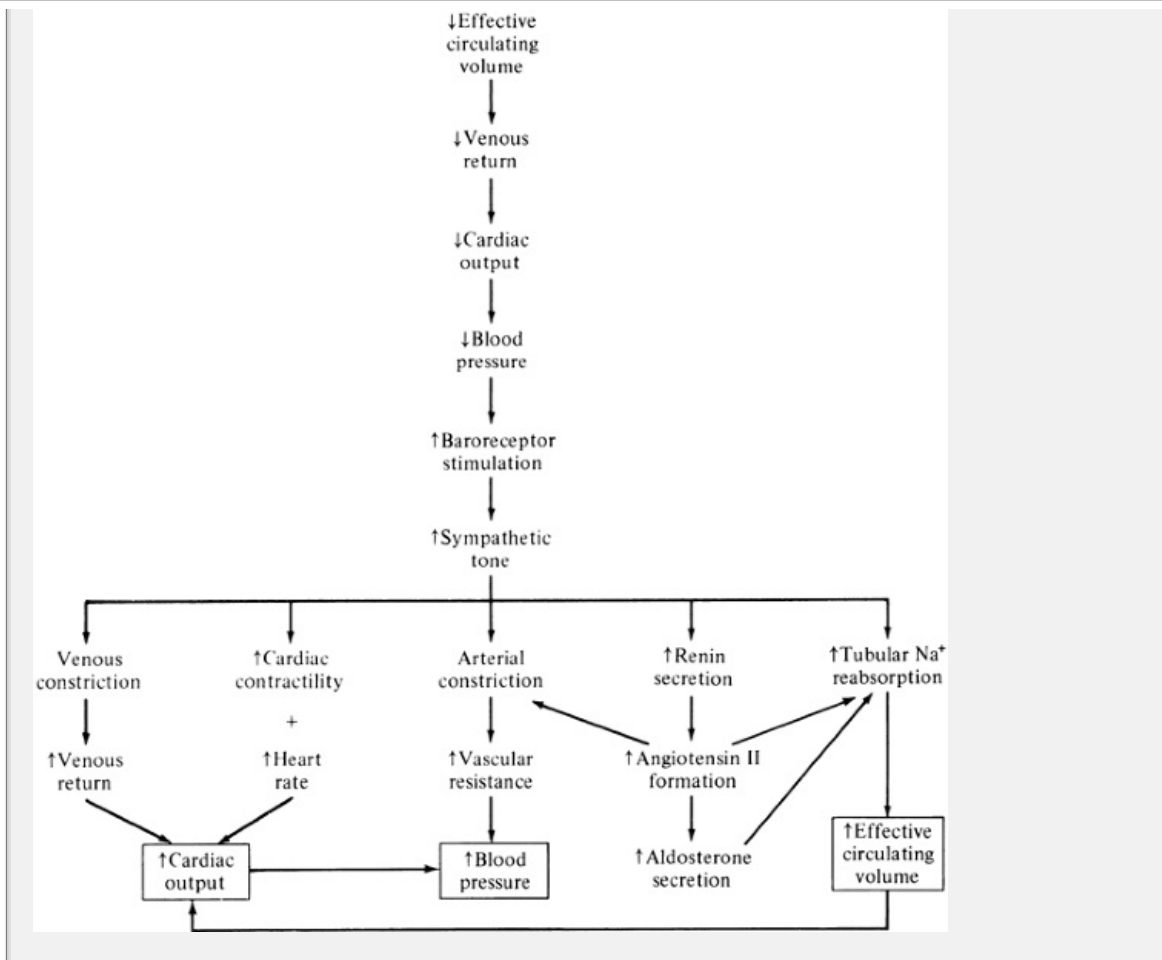 ↓Effective
circulating
volume
↓Venous
return
↓Cardiac
output
↓Blood
pressure
↑Baroreceptor
stimulation
↑Sympathetic
tone
Venous
constriction
↑Cardiac
contractility
+
↑Heart
rate
Arterial
constriction
↑Renin
secretion
↑Tubular Na⁺
reabsorption
↑Venous
return
↑Vascular
resistance
↑Angiotensin II
formation
↑Cardiac
output
↑Blood
pressure
↑Aldosterone
secretion
↑Effective
circulating
volume